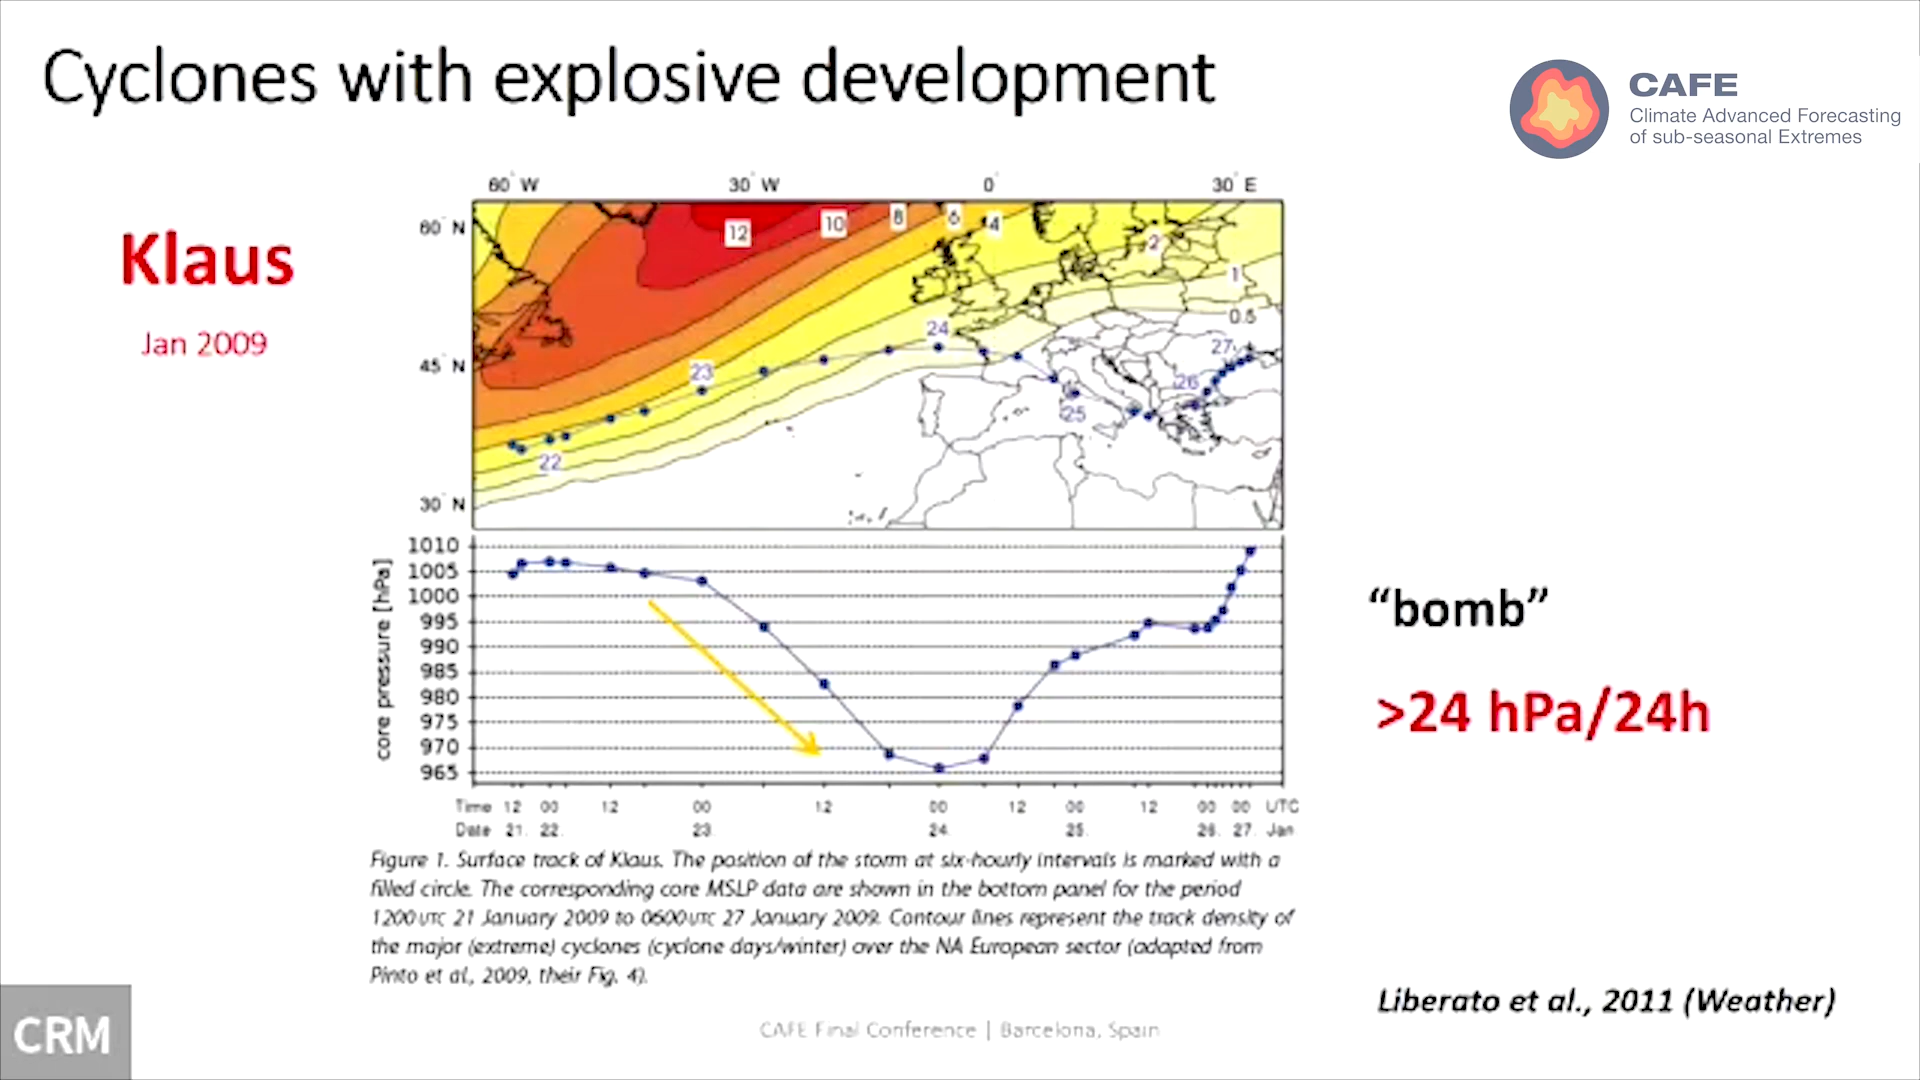 Cyclones with explosive development
CAFE
Climate Advanced Forecasting
of sub-seasonal Extremes
Klaus
Jan 2009
60° W 30° W 0° 30° E
60° N
45° N
30° N
12 10 8 6 4 2 1 0.5
22 23 24 25 26 27
core pressure [hPa]
1010
1005
1000
995
990
985
980
975
970
965
Time 12 00 12 00 12 00 12 00 12 00 00 UTC
Date 21. 22. 23. 24. 25. 26. 27. Jan
"bomb"
>24 hPa/24h
Figure 1. Surface track of Klaus. The position of the storm at six-hourly intervals is marked with a
filled circle. The corresponding core MSLP data are shown in the bottom panel for the period
1200 UTC 21 January 2009 to 0600 UTC 27 January 2009. Contour lines represent the track density of
the major (extreme) cyclones (cyclone days/winter) over the NA European sector (adapted from
Pinto et al., 2009, their Fig. 4).
Liberato et al., 2011 (Weather)
CRM
CAFE Final Conference | Barcelona, Spain